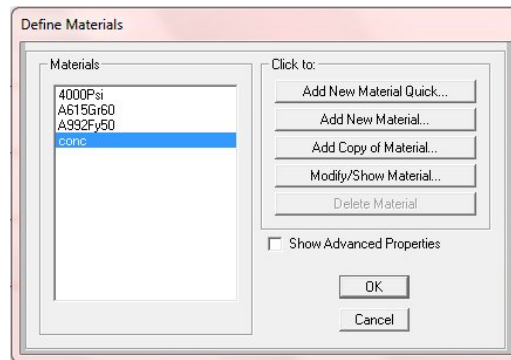 Define Materials
Materials
4000Psi
A615Gr60
A992Fy50
conc
Click to:
Add New Material Quick...
Add New Material...
Add Copy of Material...
Modify/Show Material...
Delete Material
Show Advanced Properties
OK
Cancel